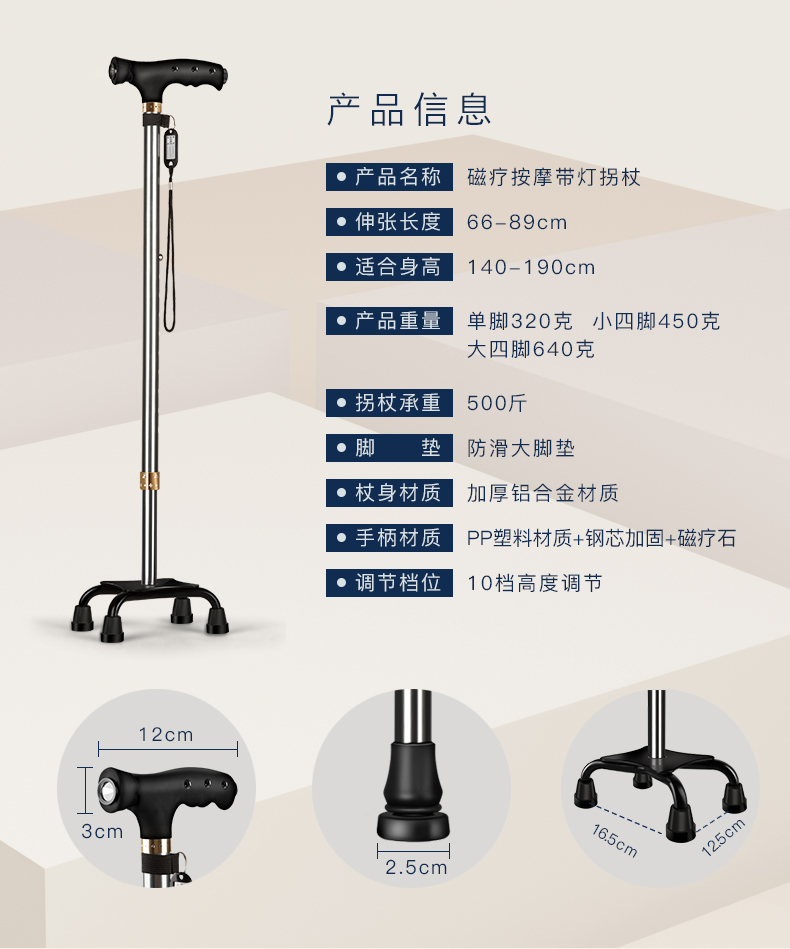 产品信息
产品名称 磁疗按摩带灯拐杖
伸张长度 66-89cm
适合身高 140-190cm
产品重量 单脚320克 小四脚450克
大四脚640克
拐杖承重 500斤
脚 垫 防滑大脚垫
杖身材质 加厚铝合金材质
手柄材质 PP塑料材质+钢芯加固+磁疗石
调节档位 10档高度调节
12cm
3cm
2.5cm
16.5cm
12.5cm